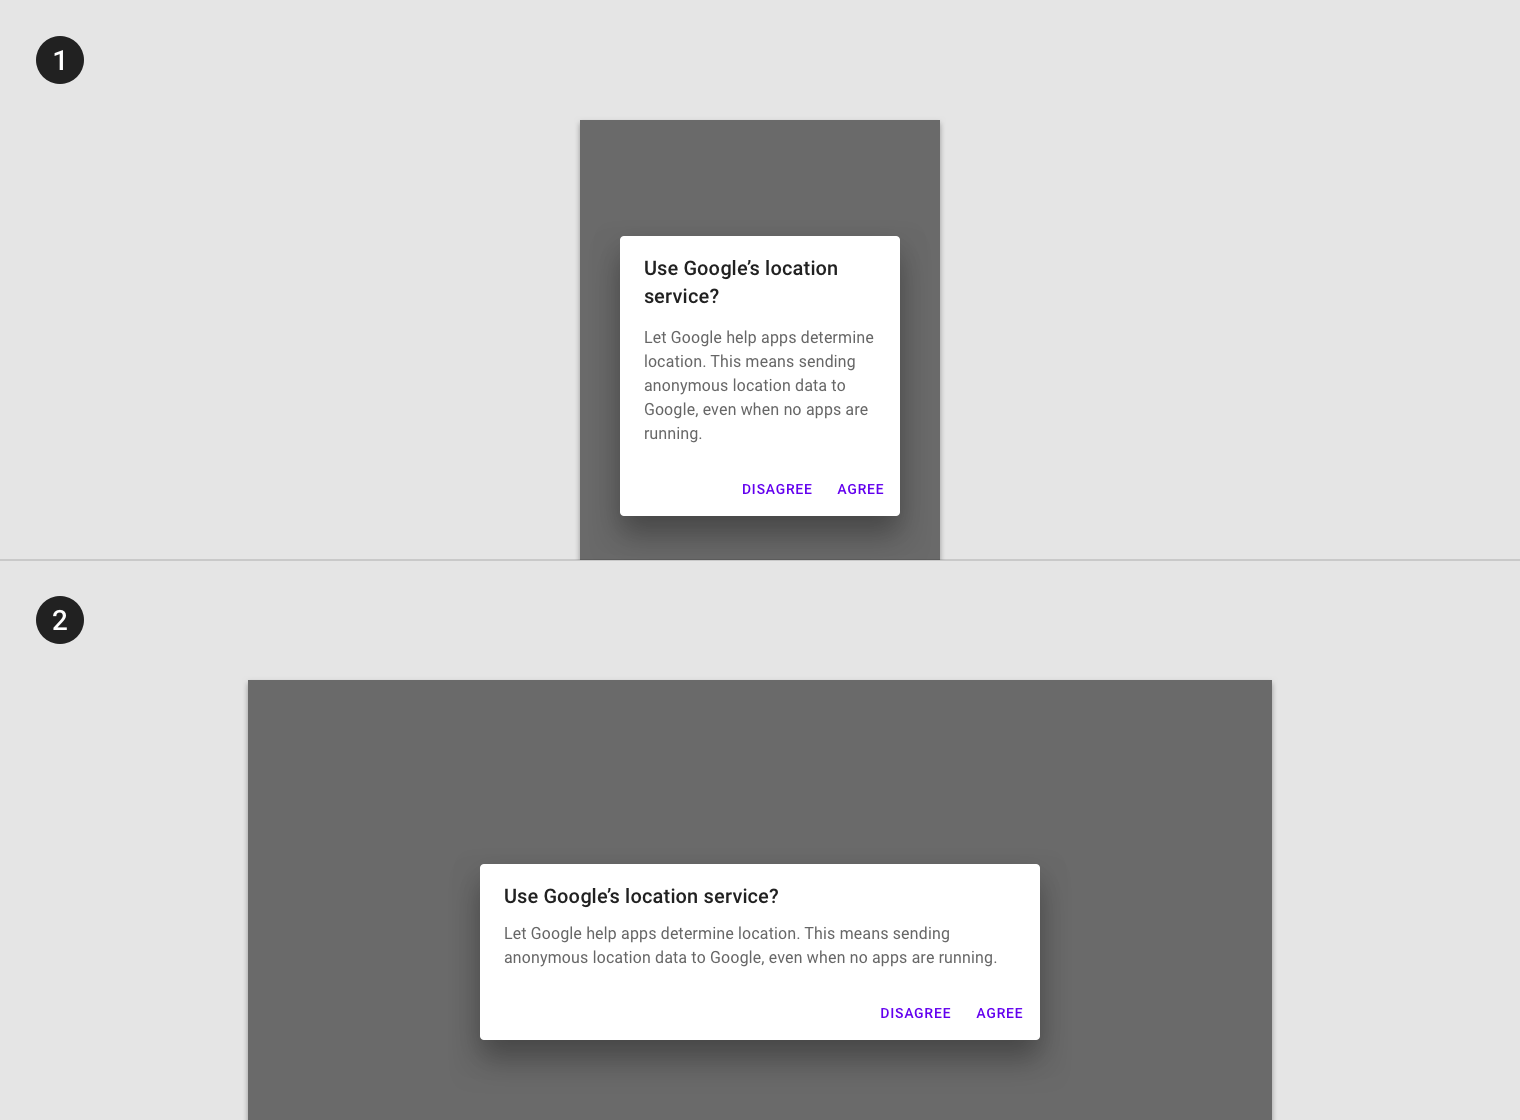 1
Use Google’s location
service?
Let Google help apps determine
location. This means sending
anonymous location data to
Google, even when no apps are
running.
DISAGREE AGREE
2
Use Google’s location service?
Let Google help apps determine location. This means sending
anonymous location data to Google, even when no apps are running.
DISAGREE AGREE